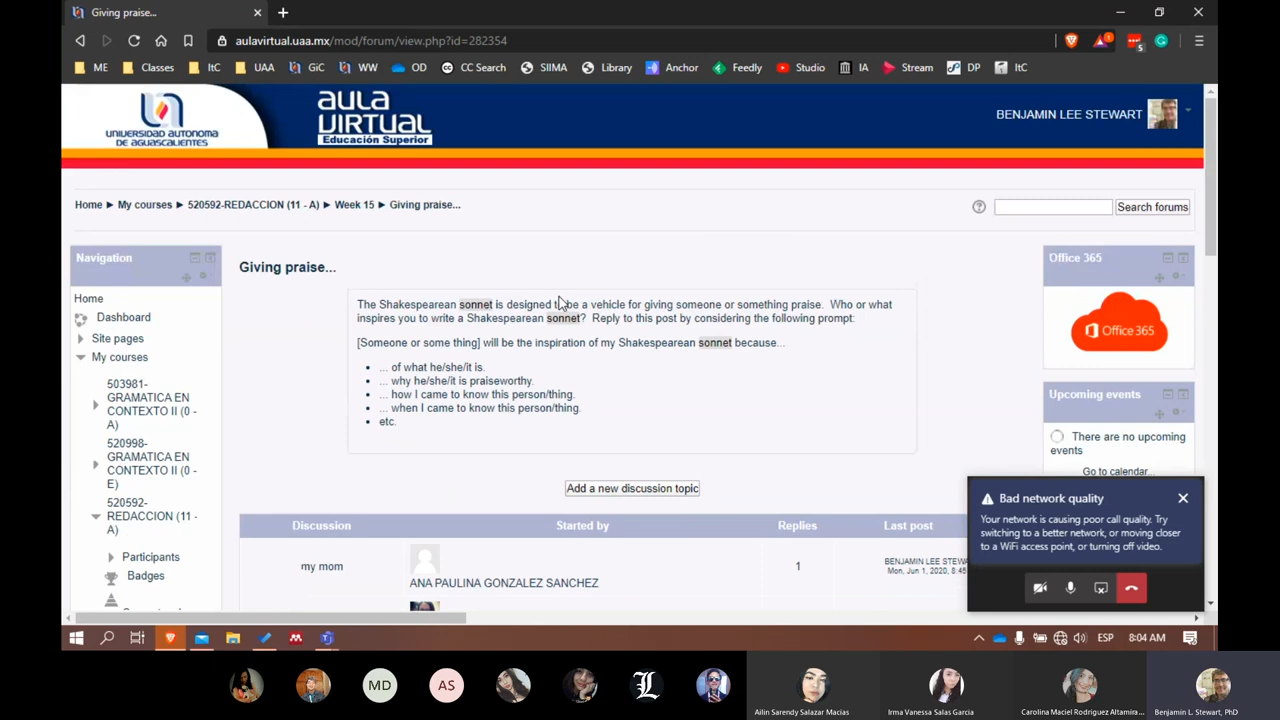 Giving praise...
aulavirtual.uaa.mx/mod/forum/view.php?id=282354
1
5
ME Classes ItC UAA GiC WW OD CC Search SIIMA Library Anchor Feedly Studio IA Stream DP ItC
UNIVERSIDAD AUTONOMA
DE AGUASCALIENTES
AULA
VIRTUAL
Educación Superior
BENJAMIN LEE STEWART
Home ► My courses ► 520592-REDACCION (11 - A) ► Week 15 ► Giving praise...
Search forums
Navigation
Home
Dashboard
Site pages
My courses
503981-
GRAMATICA EN
CONTEXTO II (0 -
A)
520998-
GRAMATICA EN
CONTEXTO II (0 -
E)
520592-
REDACCION (11 -
A)
Participants
Badges
Giving praise...
The Shakespearean sonnet is designed to be a vehicle for giving someone or something praise. Who or what
inspires you to write a Shakespearean sonnet? Reply to this post by considering the following prompt:
[Someone or some thing] will be the inspiration of my Shakespearean sonnet because...
• ... of what he/she/it is.
• ... why he/she/it is praiseworthy.
• ... how I came to know this person/thing.
• ... when I came to know this person/thing.
• etc.
Add a new discussion topic
Discussion Started by Replies Last post
my mom
ANA PAULINA GONZALEZ SANCHEZ
1
BENJAMIN LEE STEWA
Mon, Jun 1, 2020, 8:45
Office 365
Office 365
Upcoming events
There are no upcoming
events
Go to calendar...
Bad network quality
Your network is causing poor call quality. Try
switching to a better network, or moving closer
to a WiFi access point, or turning off video.
ESP 8:04 AM
MD
AS
L
Ailin Sarendy Salazar Macias
Irma Vanessa Salas Garcia
Carolina Maciel Rodriguez Altamira...
Benjamin L. Stewart, PhD